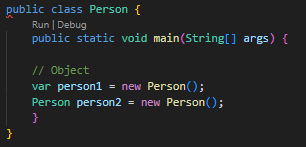 public class Person {
Run | Debug
public static void main(String[] args) {
// Object
var person1 = new Person();
Person person2 = new Person();
}
}